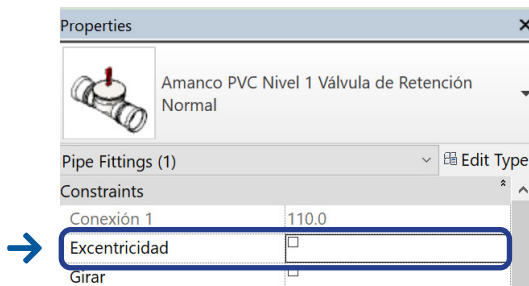 Properties
Amanco PVC Nivel 1 Válvula de Retención
Normal
Pipe Fittings (1)
Edit Type
Constraints
Conexión 1 110.0
Excentricidad
Girar